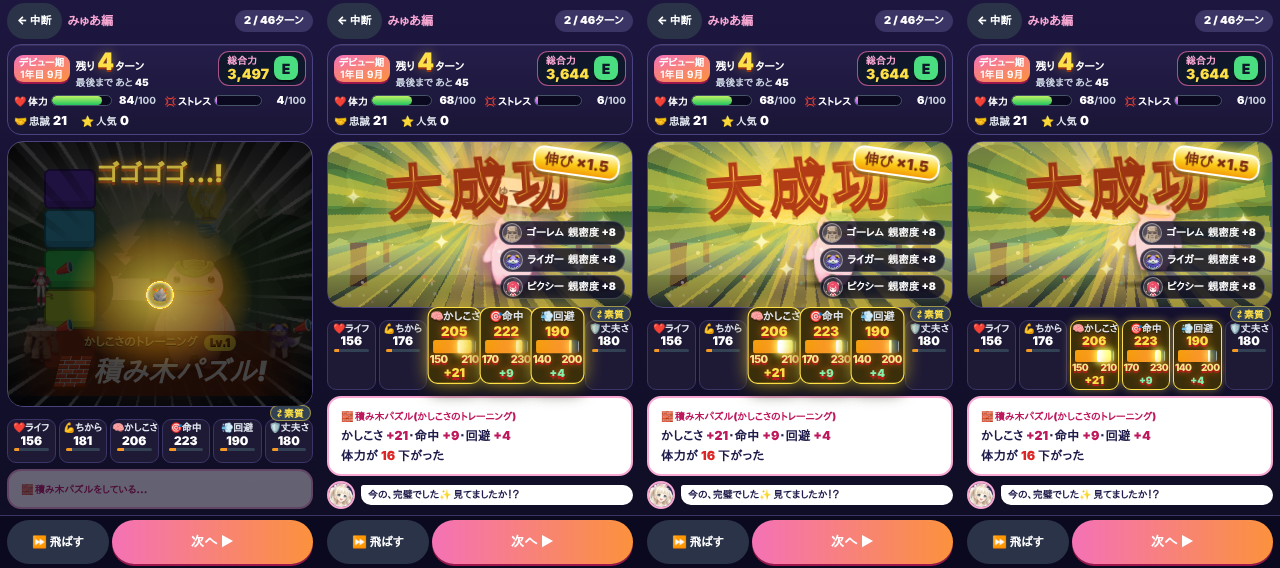 ← 中断 みゅあ編 2 / 46ターン
デビュー期
1年目 9月
残り4ターン
最後まで あと45
総合力
3,497 E
❤️体力 84/100 💢ストレス 4/100
🤝忠誠 21 ⭐人気 0
ゴゴゴゴ...!
かしこさのトレーニング Lv.1
🧱積み木パズル!
⚡素質
❤️ライフ 💪ちから 🧠かしこさ 🎯命中 💨回避 🛡️丈夫さ
156 181 206 223 190 180
🧱積み木パズルをしている...
⏩ 飛ばす 次へ ▶
← 中断 みゅあ編 2 / 46ターン
デビュー期
1年目 9月
残り4ターン
最後まで あと45
総合力
3,644 E
❤️体力 68/100 💢ストレス 6/100
🤝忠誠 21 ⭐人気 0
大成功
伸び ×1.5
ゴーレム 親密度 +8
ライガー 親密度 +8
ピクシー 親密度 +8
⚡素質
❤️ライフ 💪ちから 🧠かしこさ 🎯命中 💨回避 🛡️丈夫さ
156 176 205 222 190 180
150 210 170 230 140 200
+21 +9 +4
🧱積み木パズル(かしこさのトレーニング)
かしこさ +21・命中 +9・回避 +4
体力が 16 下がった
今の、完璧でした✨ 見てましたか!?
⏩ 飛ばす 次へ ▶
← 中断 みゅあ編 2 / 46ターン
デビュー期
1年目 9月
残り4ターン
最後まで あと45
総合力
3,644 E
❤️体力 68/100 💢ストレス 6/100
🤝忠誠 21 ⭐人気 0
大成功
伸び ×1.5
ゴーレム 親密度 +8
ライガー 親密度 +8
ピクシー 親密度 +8
⚡素質
❤️ライフ 💪ちから 🧠かしこさ 🎯命中 💨回避 🛡️丈夫さ
156 176 206 223 190 180
150 210 170 230 140 200
+21 +9 +4
🧱積み木パズル(かしこさのトレーニング)
かしこさ +21・命中 +9・回避 +4
体力が 16 下がった
今の、完璧でした✨ 見てましたか!?
⏩ 飛ばす 次へ ▶
← 中断 みゅあ編 2 / 46ターン
デビュー期
1年目 9月
残り4ターン
最後まで あと45
総合力
3,644 E
❤️体力 68/100 💢ストレス 6/100
🤝忠誠 21 ⭐人気 0
大成功
伸び ×1.5
ゴーレム 親密度 +8
ライガー 親密度 +8
ピクシー 親密度 +8
⚡素質
❤️ライフ 💪ちから 🧠かしこさ 🎯命中 💨回避 🛡️丈夫さ
156 176 206 223 190 180
150 210 170 230 140 200
+21 +9 +4
🧱積み木パズル(かしこさのトレーニング)
かしこさ +21・命中 +9・回避 +4
体力が 16 下がった
今の、完璧でした✨ 見てましたか!?
⏩ 飛ばす 次へ ▶